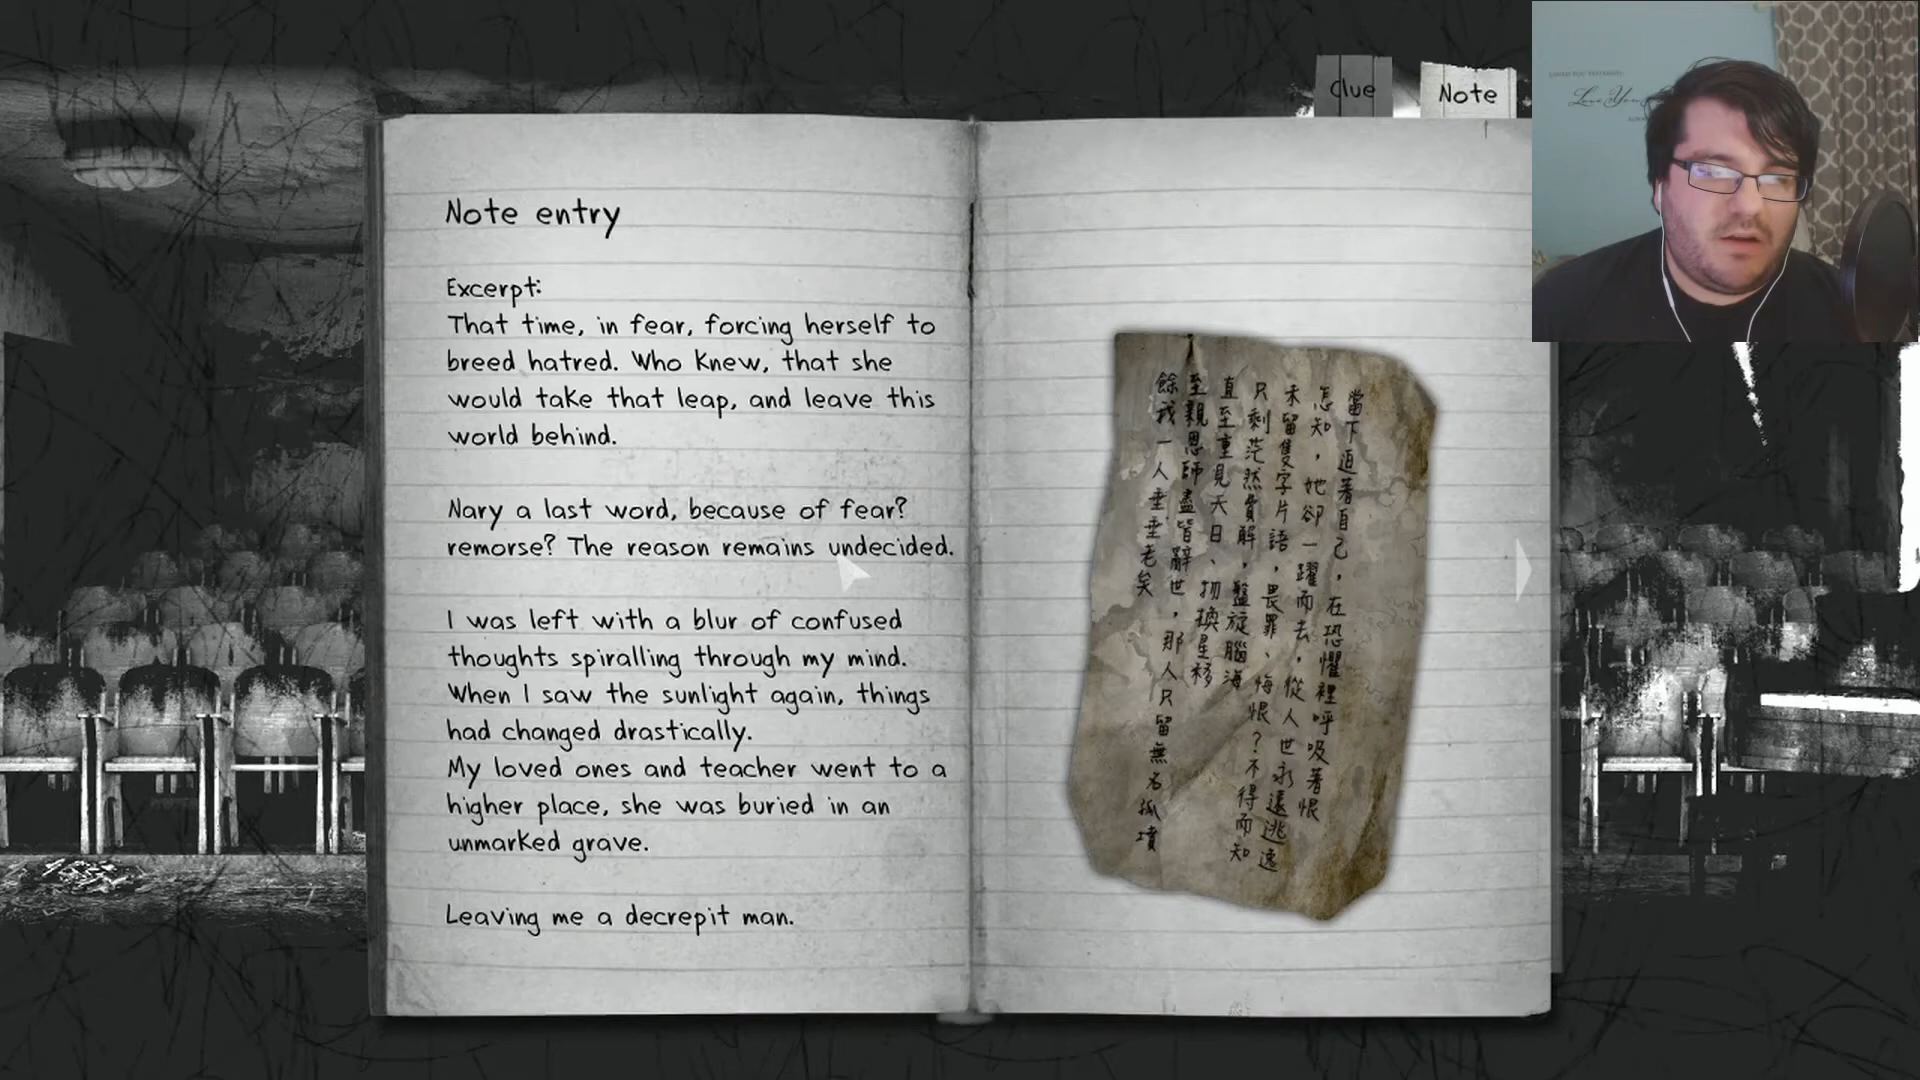 Clue
Note
Note entry
Excerpt:
That time, in fear, forcing herself to
breed hatred. Who knew, that she
would take that leap, and leave this
world behind.
Nary a last word, because of fear?
remorse? The reason remains undecided.
I was left with a blur of confused
thoughts spiralling through my mind.
When I saw the sunlight again, things
had changed drastically.
My loved ones and teacher went to a
higher place, she was buried in an
unmarked grave.
Leaving me a decrepit man.
當下逼著自己，在恐懼裡呼吸著恨
怎知，她卻一躍而去，從人世永遠逃逸
未留隻字片語，畏罪、悔恨？不得而知
只剩茫然費解，盤旋腦海
直至重見天日、物換星移
至親恩師盡皆辭世，那人只留無名孤墳
餘我一人垂垂老矣